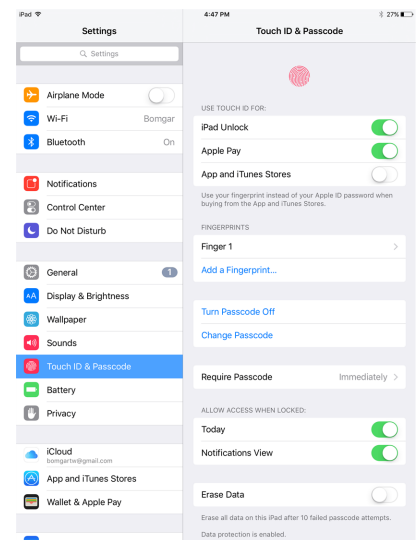 iPad 4:47 PM 27%
Settings
Touch ID & Passcode
Settings
Airplane Mode
Wi-Fi Bomgar
Bluetooth On
Notifications
Control Center
Do Not Disturb
General 1
AA Display & Brightness
Wallpaper
Sounds
Touch ID & Passcode
Battery
Privacy
iCloud
bomgartw@gmail.com
App and iTunes Stores
Wallet & Apple Pay
USE TOUCH ID FOR:
iPad Unlock
Apple Pay
App and iTunes Stores
Use your fingerprint instead of your Apple ID password when
buying from the App and iTunes Stores.
FINGERPRINTS
Finger 1
Add a Fingerprint...
Turn Passcode Off
Change Passcode
Require Passcode Immediately
ALLOW ACCESS WHEN LOCKED:
Today
Notifications View
Erase Data
Erase all data on this iPad after 10 failed passcode attempts.
Data protection is enabled.